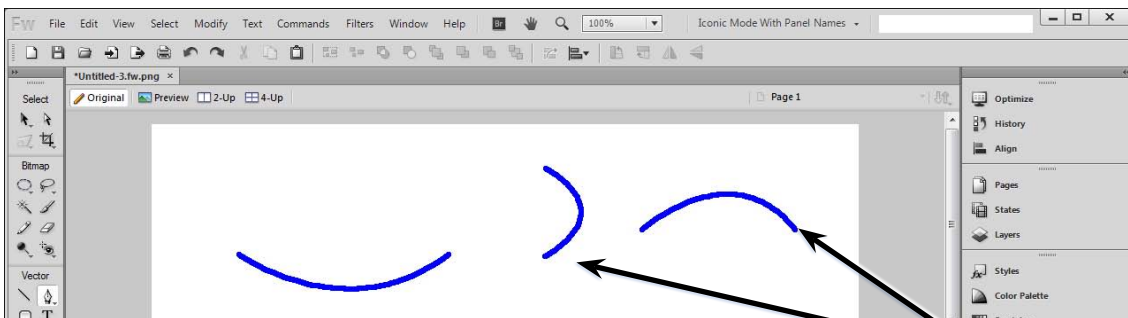 Fw File Edit View Select Modify Text Commands Filters Window Help Br 100% Iconic Mode With Panel Names
*Untitled-3.fw.png ×
Select Original Preview 2-Up 4-Up Page 1 Optimize
History
Align
Bitmap
Pages
States
Layers
Vector
Styles
Color Palette
T